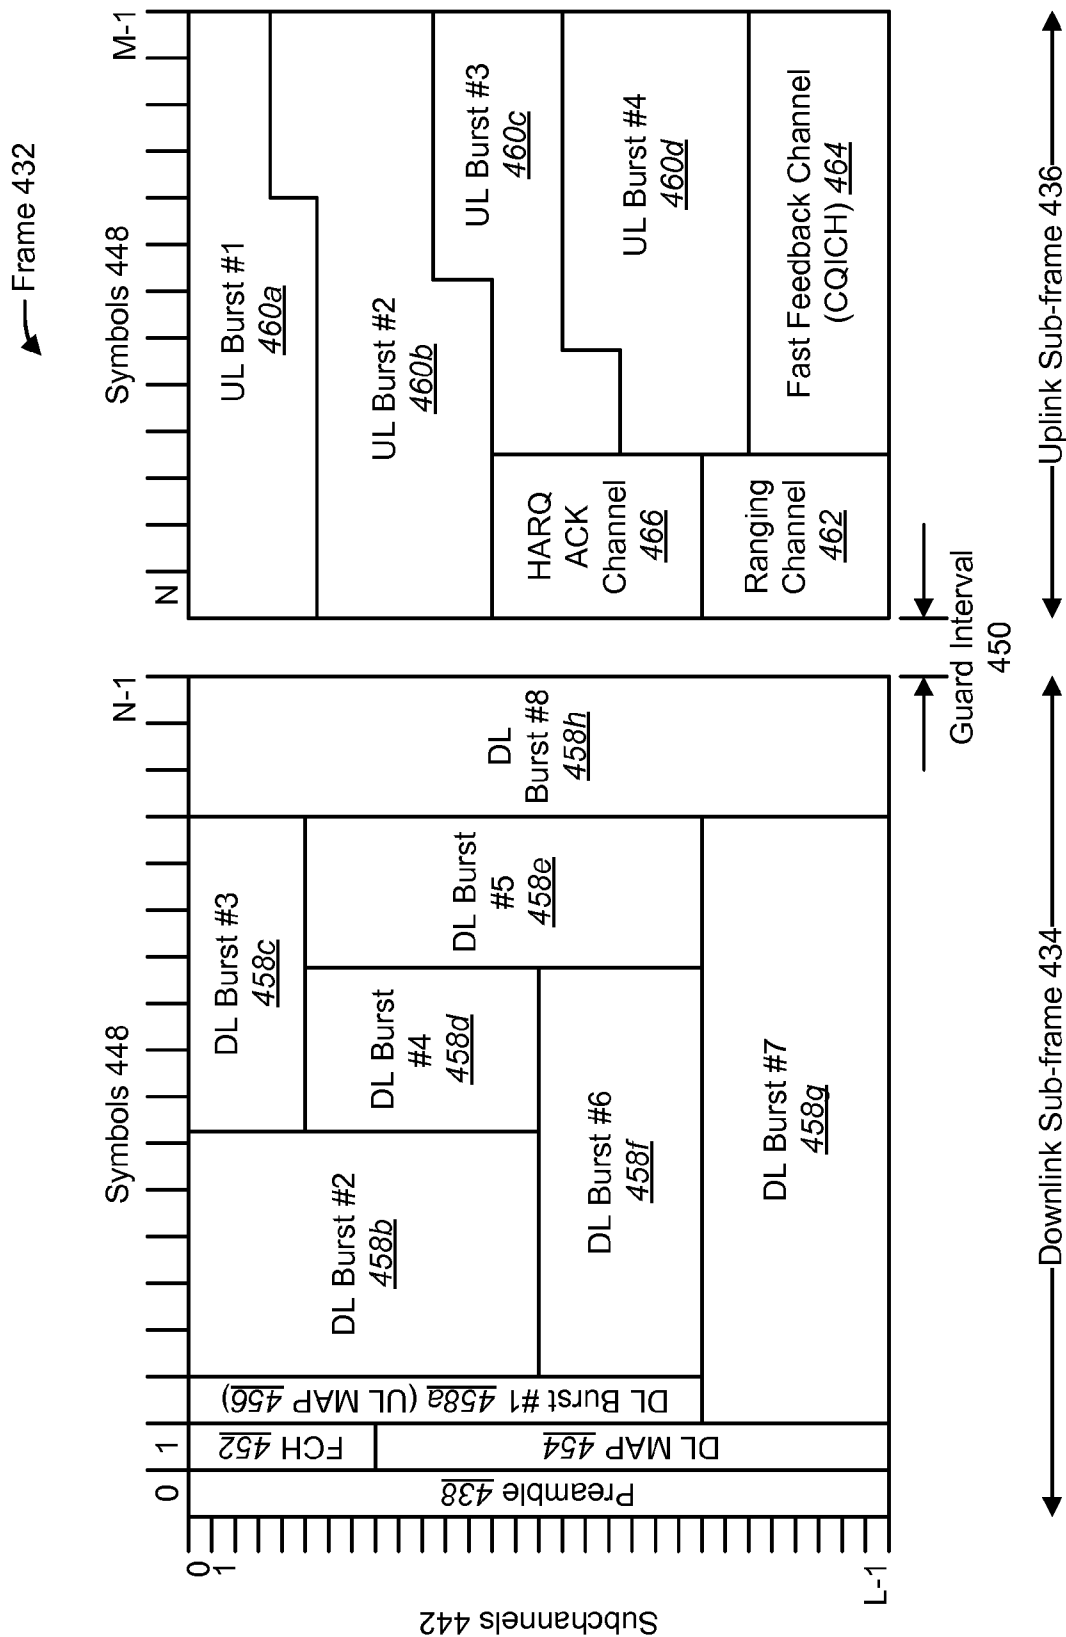 Frame 432
Symbols 448
Symbols 448
0
1
N-1
N
M-1
Subchannels 442
0
1
L-1
Preamble 438
FCH 452
DL MAP 454
DL Burst #1 458a (UL MAP 456)
DL Burst #2
458b
DL Burst #3
458c
DL Burst
#4
458d
DL Burst
#5
458e
DL Burst #6
458f
DL Burst #7
458g
DL
Burst #8
458h
UL Burst #1
460a
UL Burst #2
460b
UL Burst #3
460c
UL Burst #4
460d
HARQ
ACK
Channel
466
Ranging
Channel
462
Fast Feedback Channel
(CQICH) 464
Guard Interval
450
Downlink Sub-frame 434
Uplink Sub-frame 436